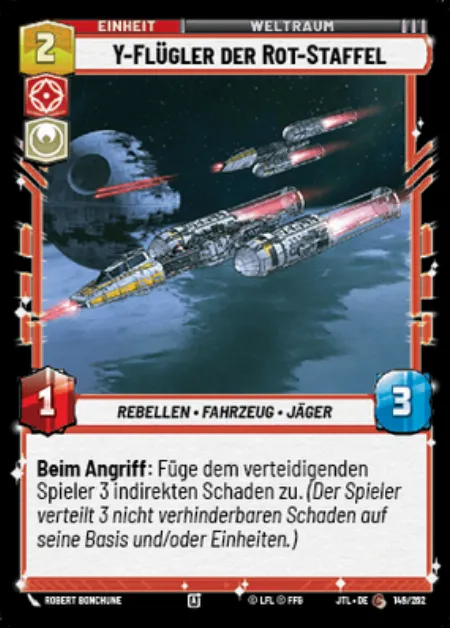 EINHEIT
WELTRAUM
2
Y-FLÜGLER DER ROT-STAFFEL
1
REBELLEN • FAHRZEUG • JÄGER
3
Beim Angriff: Füge dem verteidigenden
Spieler 3 indirekten Schaden zu. (Der Spieler
verteilt 3 nicht verhinderbaren Schaden auf
seine Basis und/oder Einheiten.)
ROBERT BONCHUNE
A
© LFL © FFG
JTL • DE
C